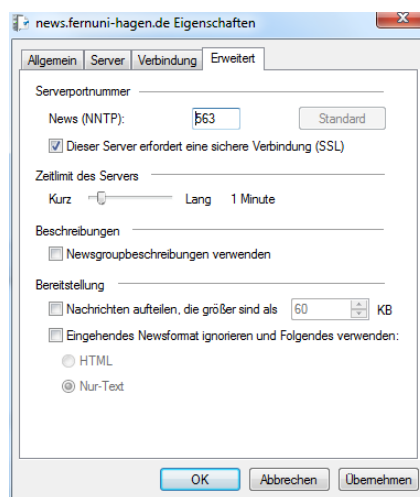 news.fernuni-hagen.de Eigenschaften
Allgemein Server Verbindung Erweitert
Serverportnummer
News (NNTP): 563 Standard
Dieser Server erfordert eine sichere Verbindung (SSL)
Zeitlimit des Servers
Kurz Lang 1 Minute
Beschreibungen
Newsgroupbeschreibungen verwenden
Bereitstellung
Nachrichten aufteilen, die größer sind als 60 KB
Eingehendes Newsformat ignorieren und Folgendes verwenden:
HTML
Nur-Text
OK Abbrechen Übernehmen